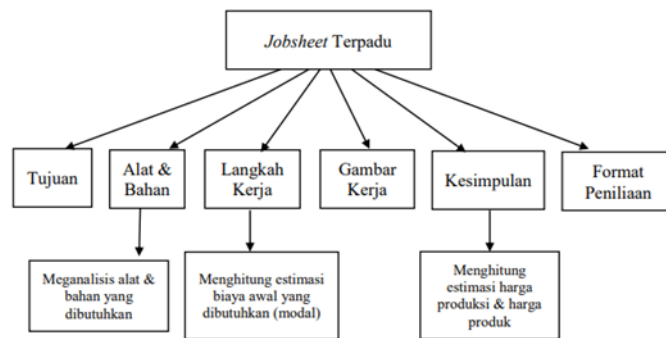 Jobsheet Terpadu
Tujuan
Alat &
Bahan
Langkah
Kerja
Gambar
Kerja
Kesimpulan
Format
Peniliaan
Meganalisis alat &
bahan yang
dibutuhkan
Menghitung estimasi
biaya awal yang
dibutuhkan (modal)
Menghitung
estimasi harga
produksi & harga
produk